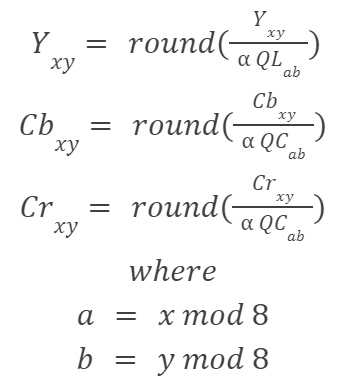 Y_xy = round(Y_xy / α QL_ab)
Cb_xy = round(Cb_xy / α QC_ab)
Cr_xy = round(Cr_xy / α QC_ab)
where
a = x mod 8
b = y mod 8